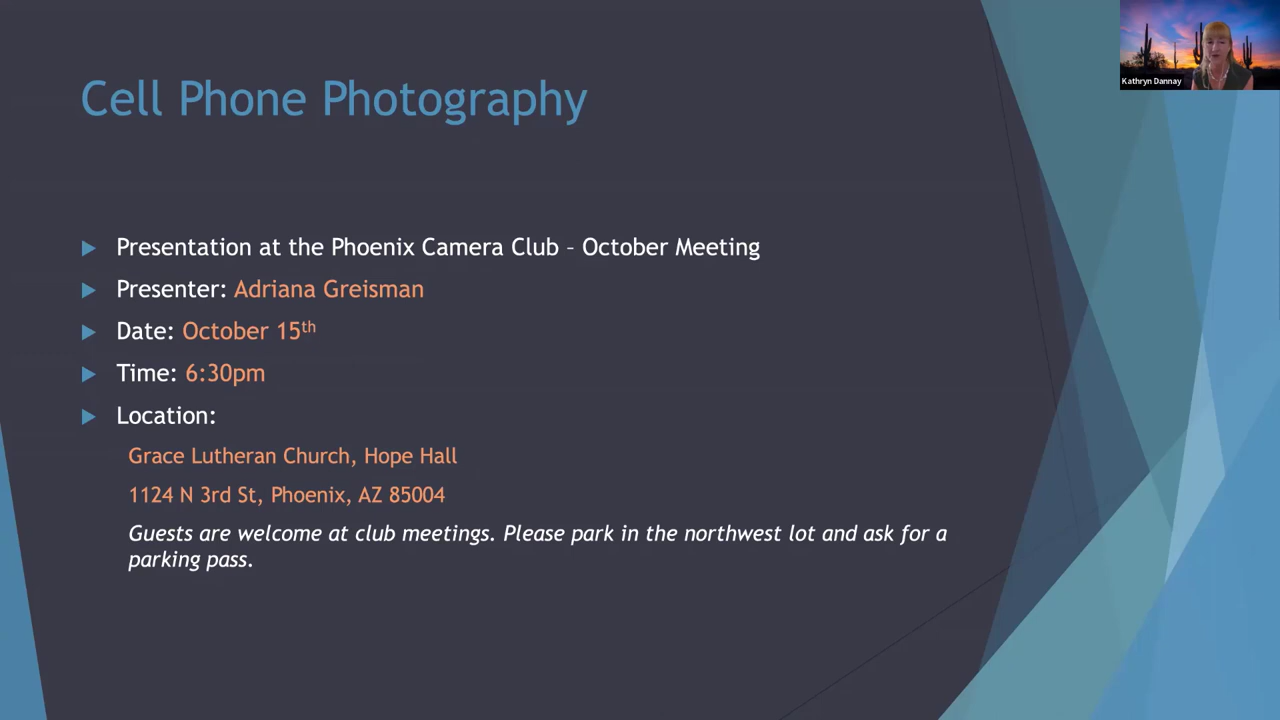 Cell Phone Photography
Kathryn Dannay
Presentation at the Phoenix Camera Club – October Meeting
Presenter: Adriana Greisman
Date: October 15th
Time: 6:30pm
Location:
Grace Lutheran Church, Hope Hall
1124 N 3rd St, Phoenix, AZ 85004
Guests are welcome at club meetings. Please park in the northwest lot and ask for a
parking pass.